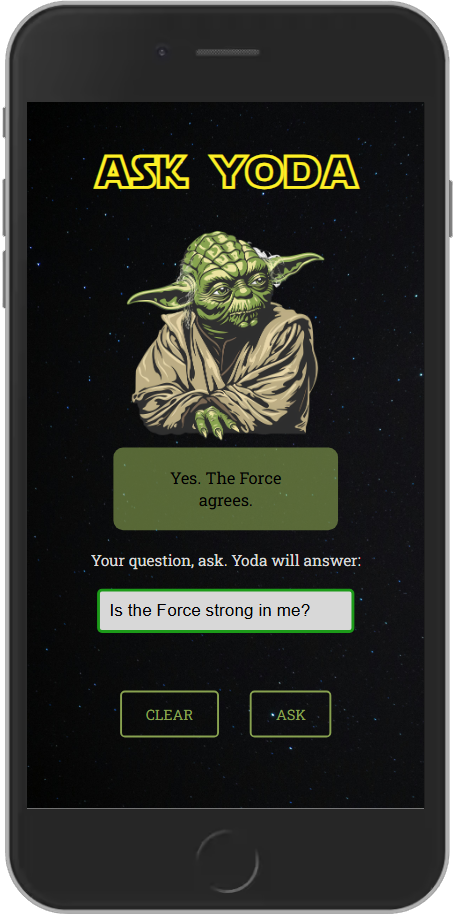 ASK YODA
Yes. The Force
agrees.
Your question, ask. Yoda will answer:
Is the Force strong in me?
CLEAR
ASK